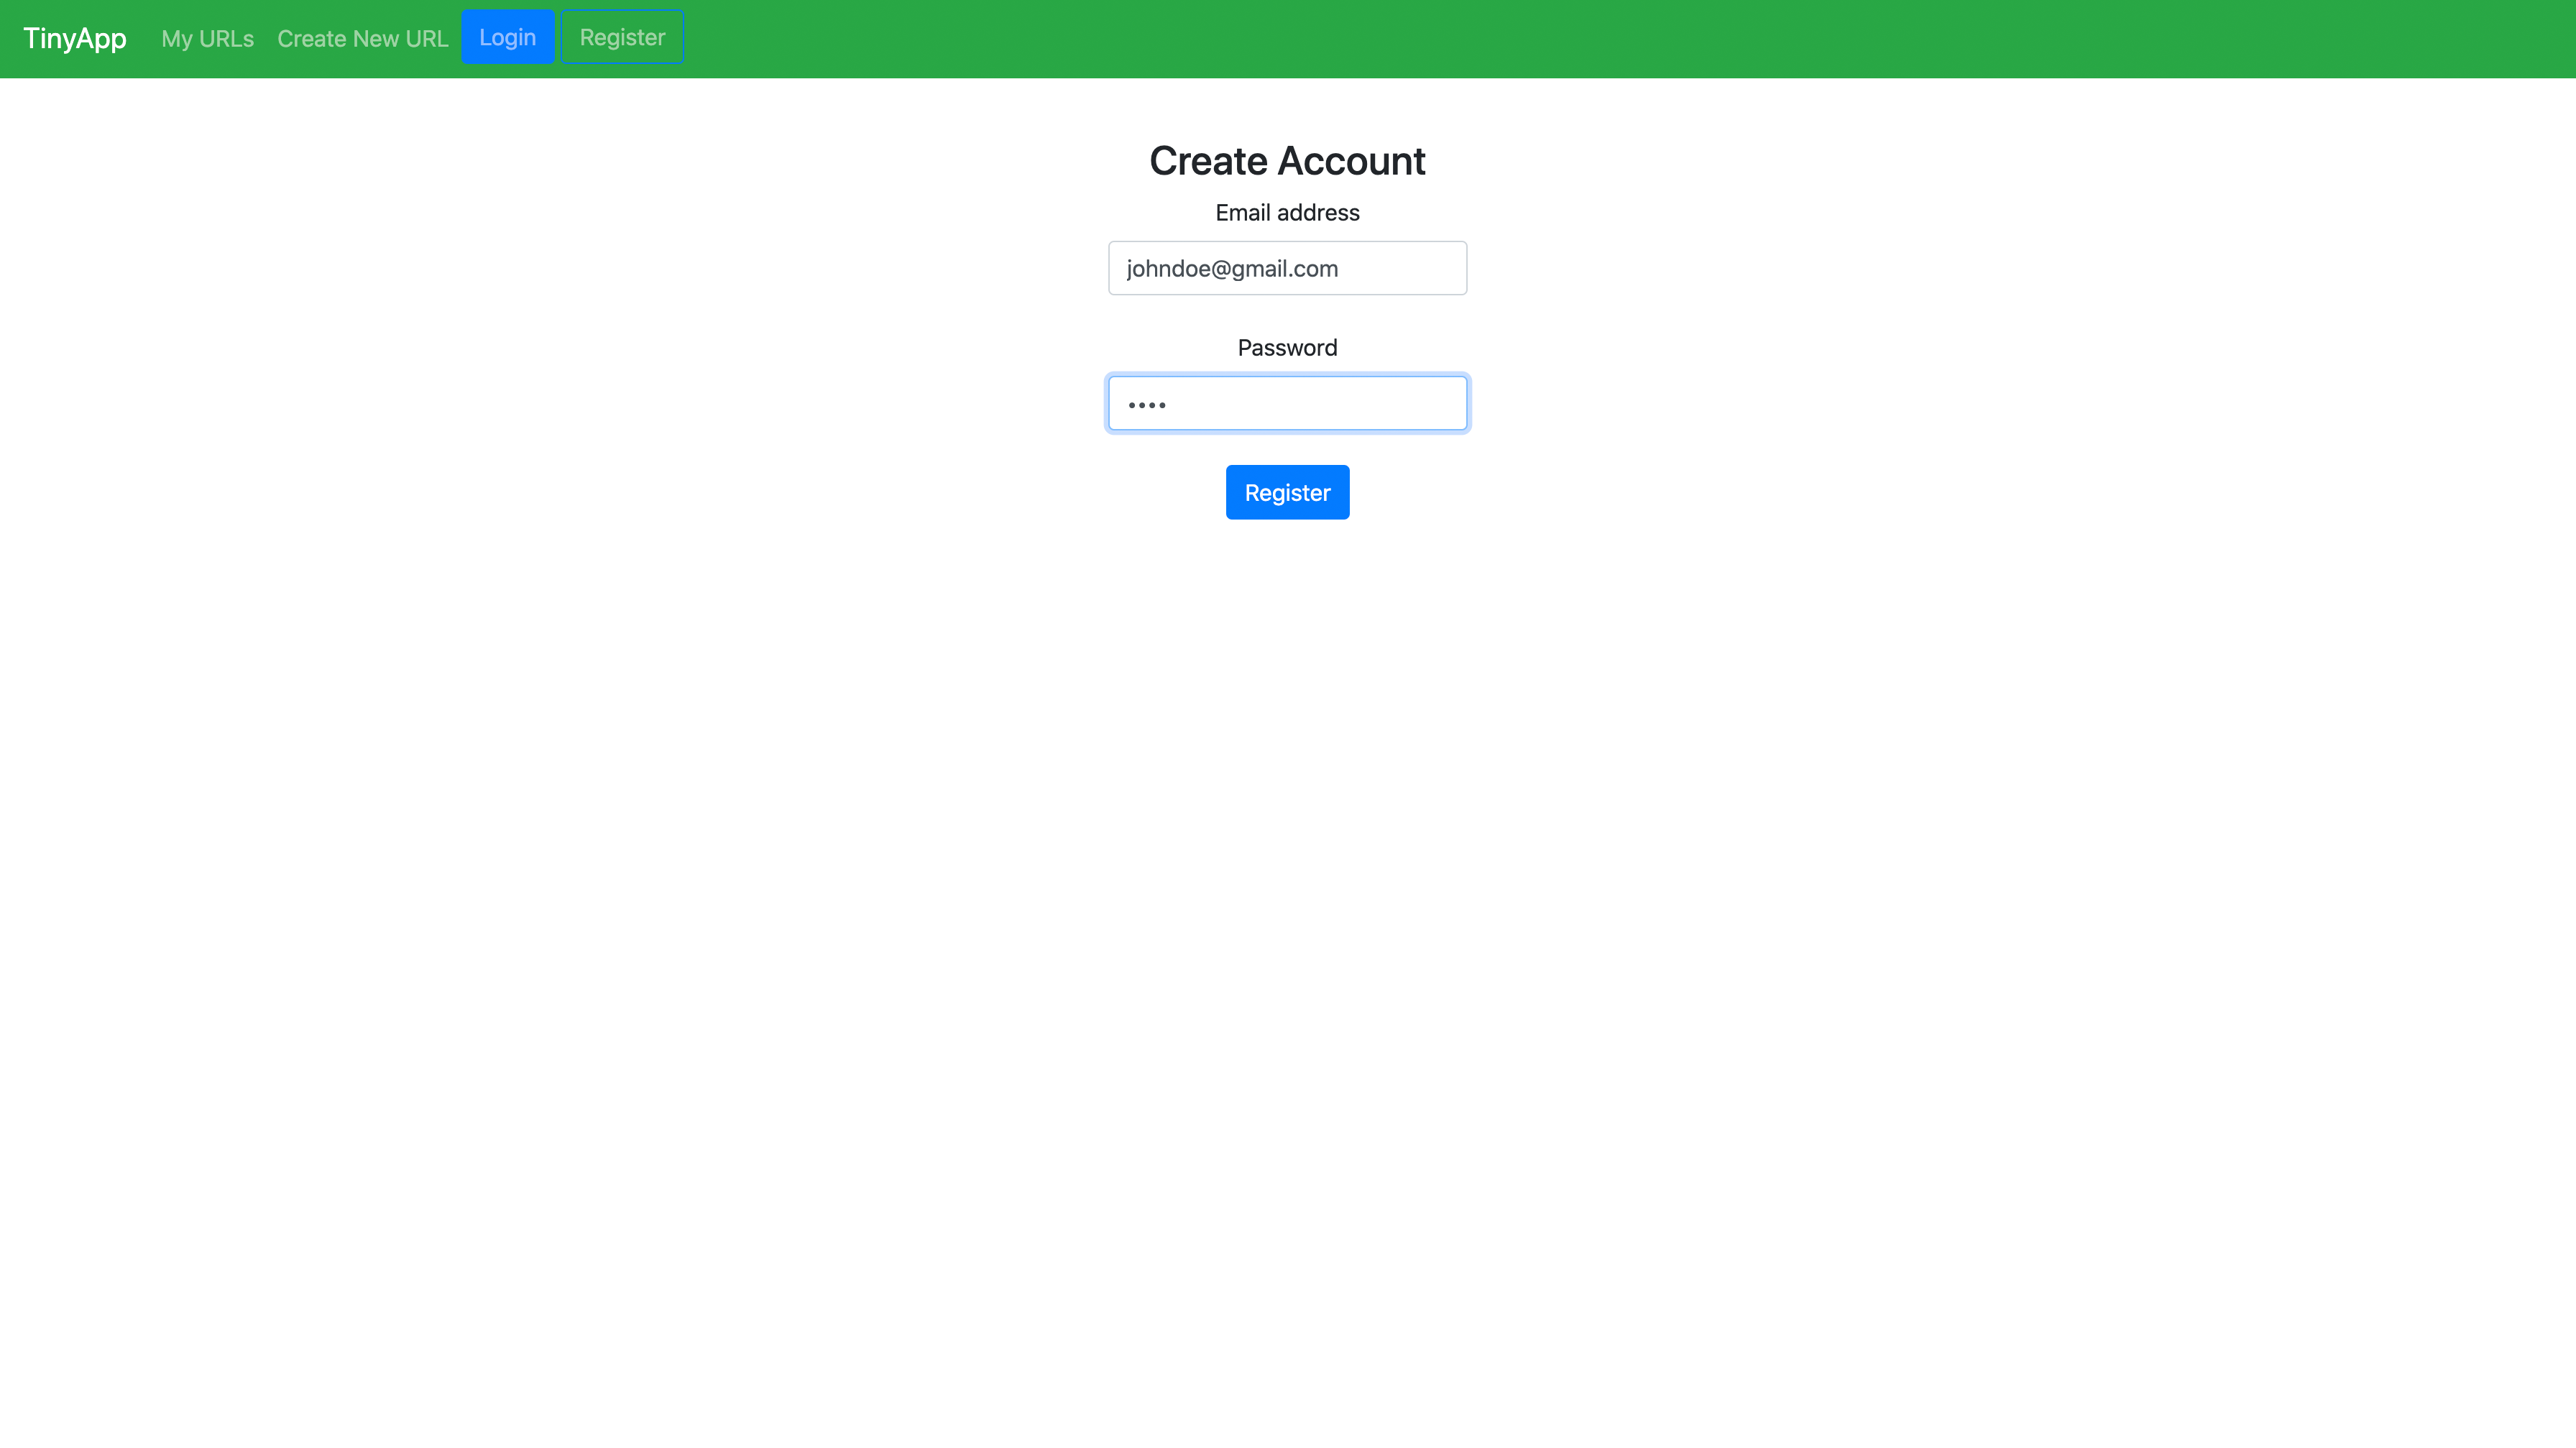 TinyApp My URLs Create New URL Login Register
Create Account
Email address
johndoe@gmail.com
Password
••••
Register